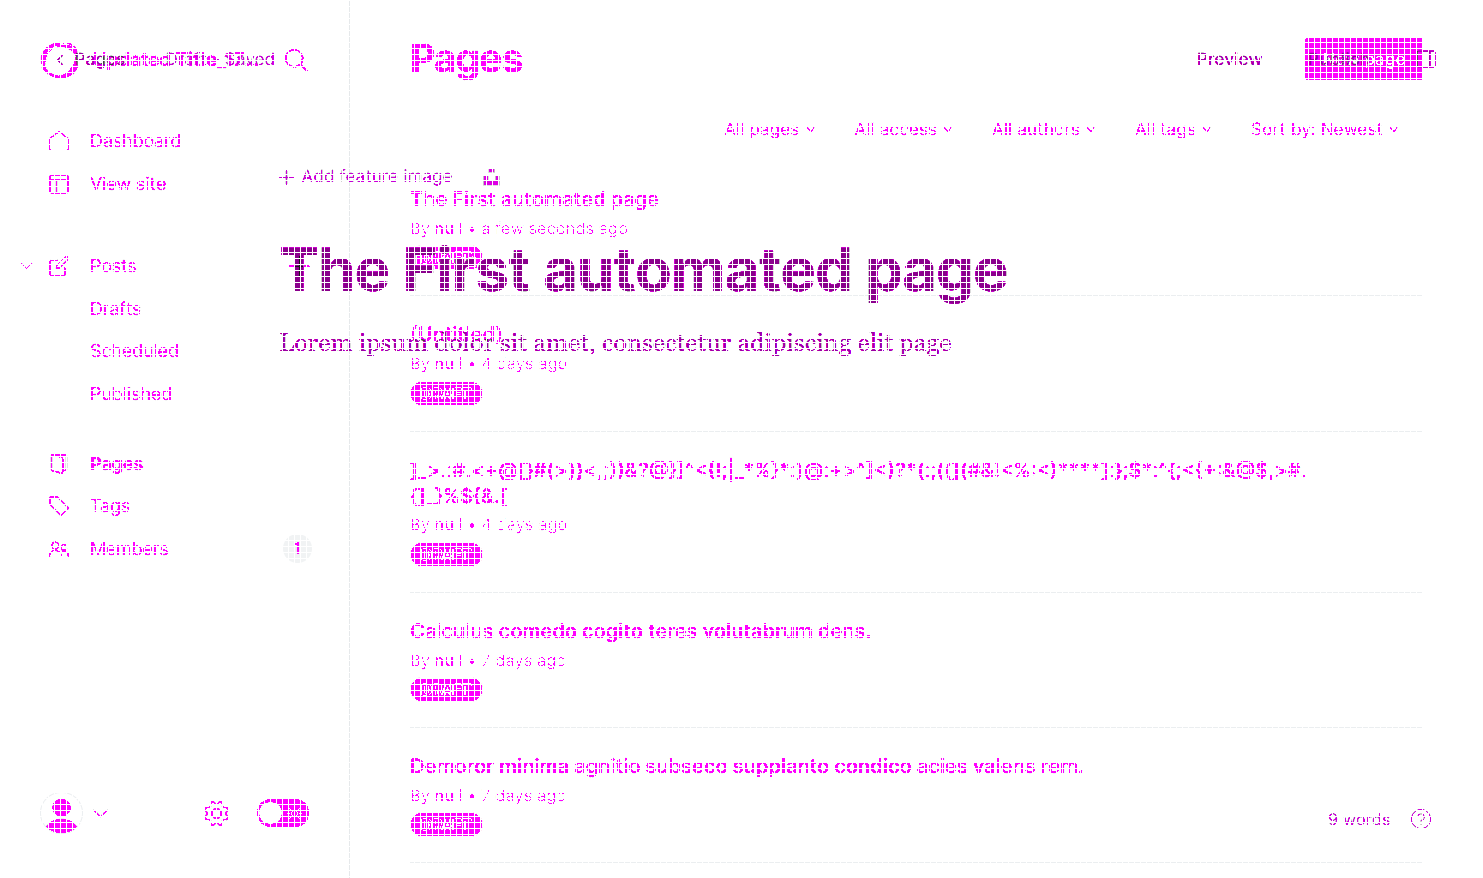 Pages
Preview
All pages All access All authors All tags Sort by: Newest
Dashboard
View site
Add feature image
The First automated page
By null • a few seconds ago
The First automated page
Posts
Drafts
(Untitled)
Lorem ipsum dolor sit amet, consectetur adipiscing elit page
Scheduled
By null • 4 days ago
Published
Pages
Tags
By null • 4 days ago
Members 1
Calculus comedo cogito teres volutabrum dens.
By null • 7 days ago
Demoror minima agnitio subseco supplanto condico acies valens rem.
By null • 7 days ago
9 words